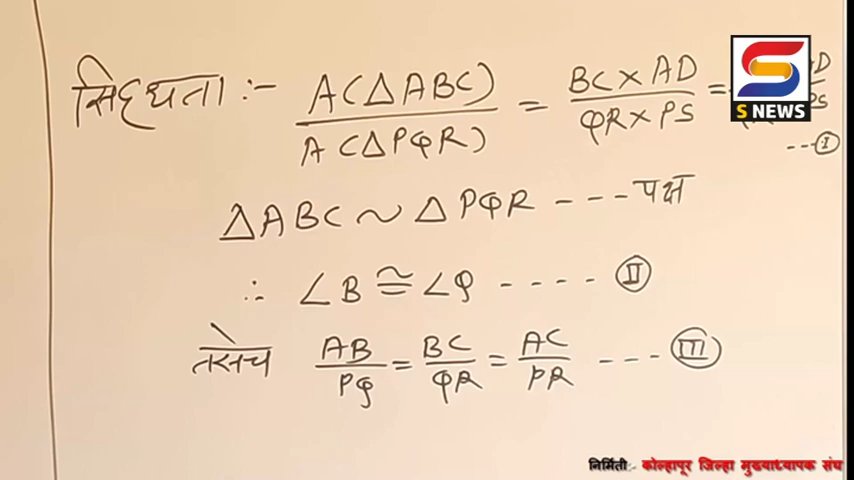 सिद्धता :- A(△ABC) / A(△PQR) = BC × AD / QR × PS =
--- Ⅰ
△ABC ~ △PQR --- पक्ष
∴ ∠B ≅ ∠Q ---- Ⅱ
तसेच AB/PQ = BC/QR = AC/PR --- Ⅲ
S NEWS
निर्मिती - कोल्हापूर जिल्हा मुख्याध्यापक संघ